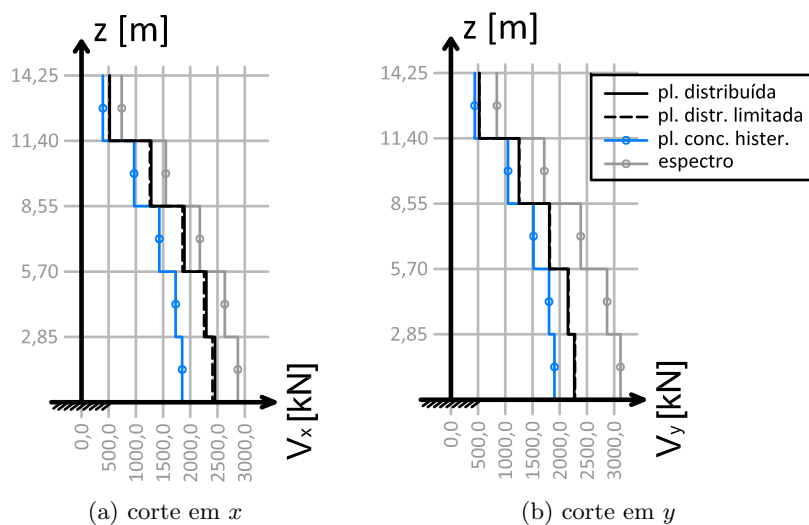 z [m]
14,25
11,40
8,55
5,70
2,85
0,0
500,0
1000,0
1500,0
2000,0
2500,0
3000,0
Vx [kN]
(a) corte em x
z [m]
14,25
11,40
8,55
5,70
2,85
0,0
500,0
1000,0
1500,0
2000,0
2500,0
3000,0
Vy [kN]
pl. distribuída
pl. distr. limitada
pl. conc. hister.
espectro
(b) corte em y